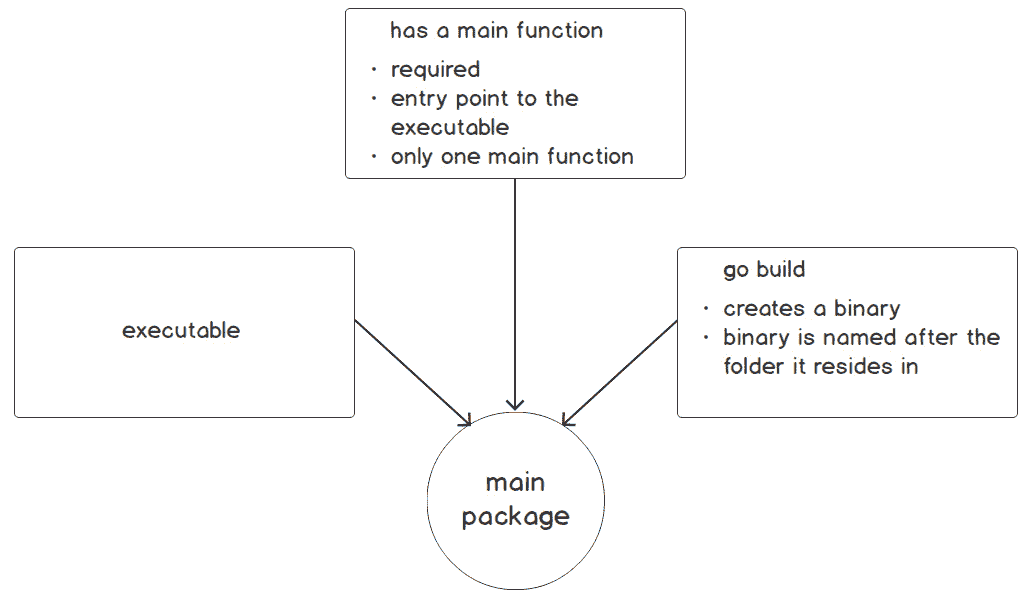 has a main function
· required
· entry point to the
executable
· only one main function
executable
go build
· creates a binary
· binary is named after the
folder it resides in
main
package